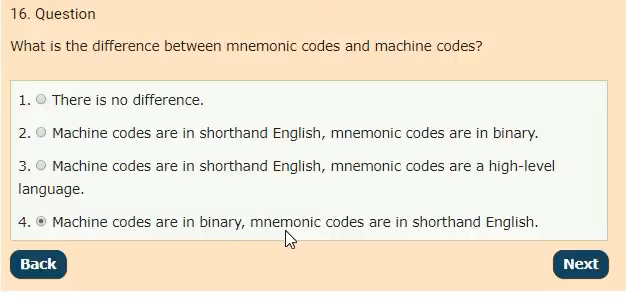 16. Question
What is the difference between mnemonic codes and machine codes?
1. There is no difference.
2. Machine codes are in shorthand English, mnemonic codes are in binary.
3. Machine codes are in shorthand English, mnemonic codes are a high-level
language.
4. Machine codes are in binary, mnemonic codes are in shorthand English.
Back
Next